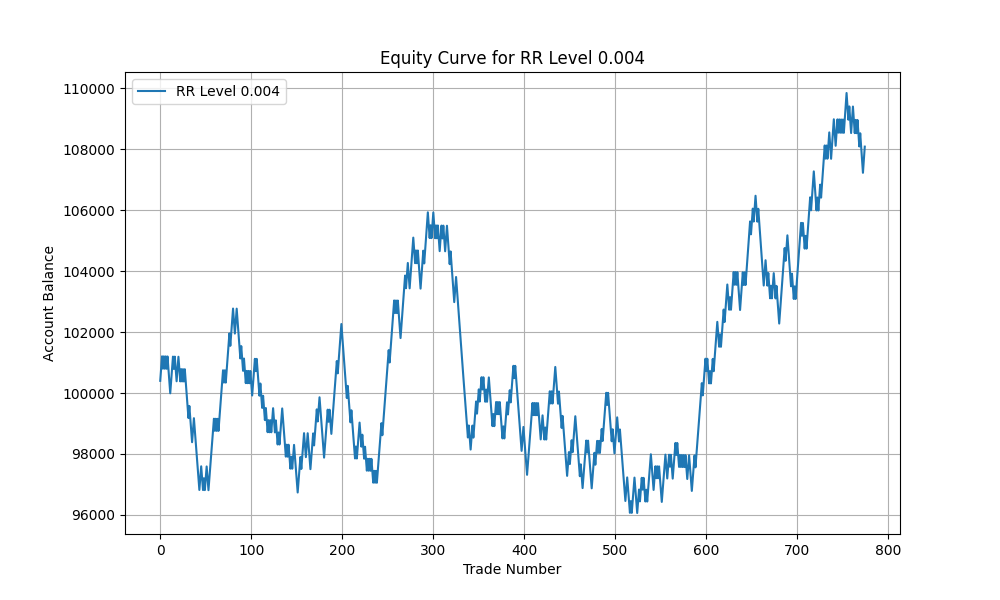 Equity Curve for RR Level 0.004
RR Level 0.004
110000
108000
106000
104000
102000
100000
98000
96000
Account Balance
0 100 200 300 400 500 600 700 800
Trade Number